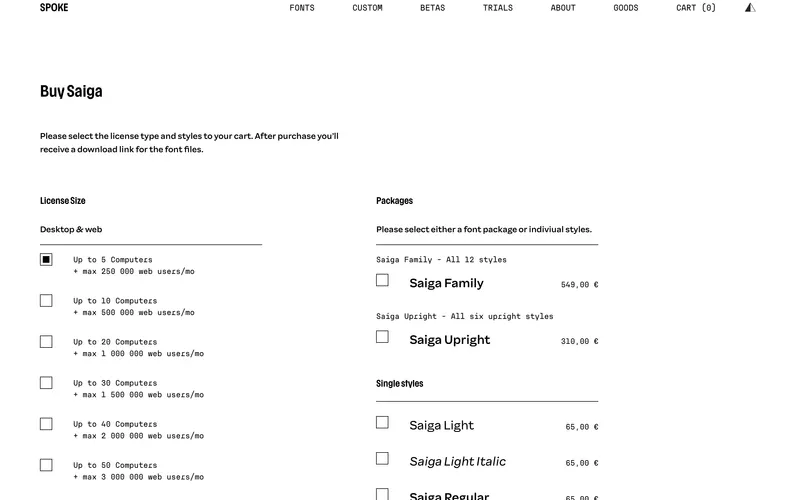 SPOKE
FONTS CUSTOM BETAS TRIALS ABOUT GOODS CART (0)
Buy Saiga
Please select the license type and styles to your cart. After purchase you'll
receive a download link for the font files.
License Size
Desktop & web
Up to 5 Computers
+ max 250 000 web users/mo
Up to 10 Computers
+ max 500 000 web users/mo
Up to 20 Computers
+ max 1 000 000 web users/mo
Up to 30 Computers
+ max 1 500 000 web users/mo
Up to 40 Computers
+ max 2 000 000 web users/mo
Up to 50 Computers
+ max 3 000 000 web users/mo
Packages
Please select either a font package or indiviual styles.
Saiga Family - All 12 styles
Saiga Family 549,00 €
Saiga Upright - All six upright styles
Saiga Upright 310,00 €
Single styles
Saiga Light 65,00 €
Saiga Light Italic 65,00 €
Saiga Regular 65,00 €